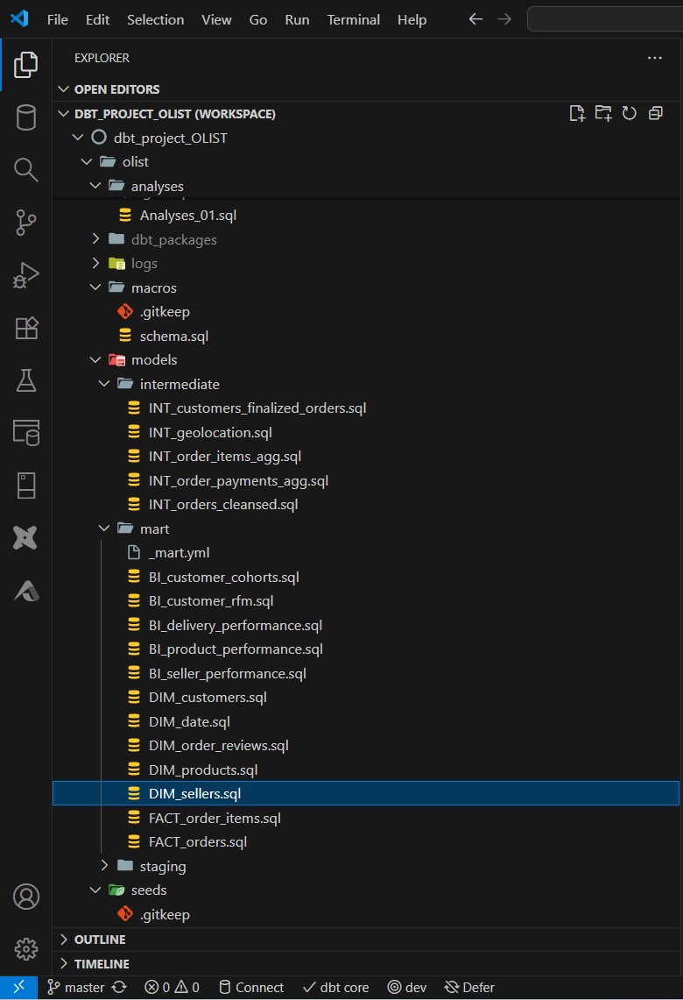 File Edit Selection View Go Run Terminal Help
EXPLORER
OPEN EDITORS
DBT_PROJECT_OLIST (WORKSPACE)
dbt_project_OLIST
olist
analyses
Analyses_01.sql
dbt_packages
logs
macros
.gitkeep
schema.sql
models
intermediate
INT_customers_finalized_orders.sql
INT_geolocation.sql
INT_order_items_agg.sql
INT_order_payments_agg.sql
INT_orders_cleansed.sql
mart
_mart.yml
BI_customer_cohorts.sql
BI_customer_rfm.sql
BI_delivery_performance.sql
BI_product_performance.sql
BI_seller_performance.sql
DIM_customers.sql
DIM_date.sql
DIM_order_reviews.sql
DIM_products.sql
DIM_sellers.sql
FACT_order_items.sql
FACT_orders.sql
staging
seeds
.gitkeep
OUTLINE
TIMELINE
master 0 0 Connect dbt core dev Defer